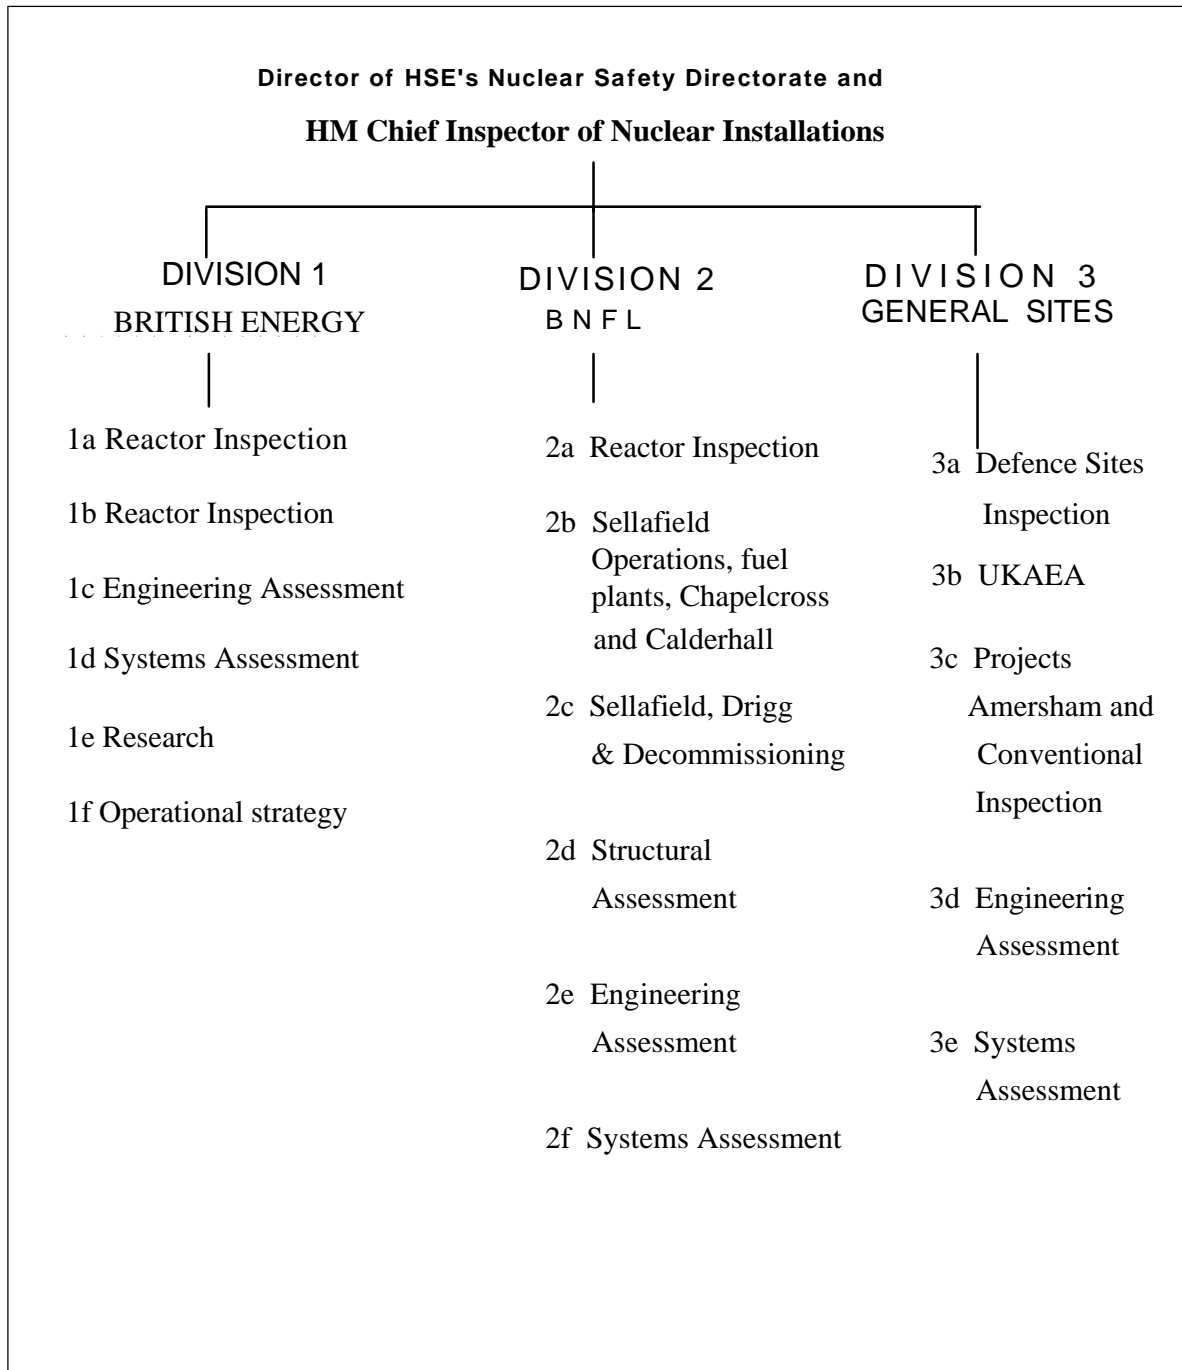 Director of HSE's Nuclear Safety Directorate and
HM Chief Inspector of Nuclear Installations
DIVISION 1
BRITISH ENERGY
1a Reactor Inspection
1b Reactor Inspection
1c Engineering Assessment
1d Systems Assessment
1e Research
1f Operational strategy
DIVISION 2
BNFL
2a Reactor Inspection
2b Sellafield
Operations, fuel
plants, Chapelcross
and Calderhall
2c Sellafield, Drigg
& Decommissioning
2d Structural
Assessment
2e Engineering
Assessment
2f Systems Assessment
DIVISION 3
GENERAL SITES
3a Defence Sites
Inspection
3b UKAEA
3c Projects
Amersham and
Conventional
Inspection
3d Engineering
Assessment
3e Systems
Assessment